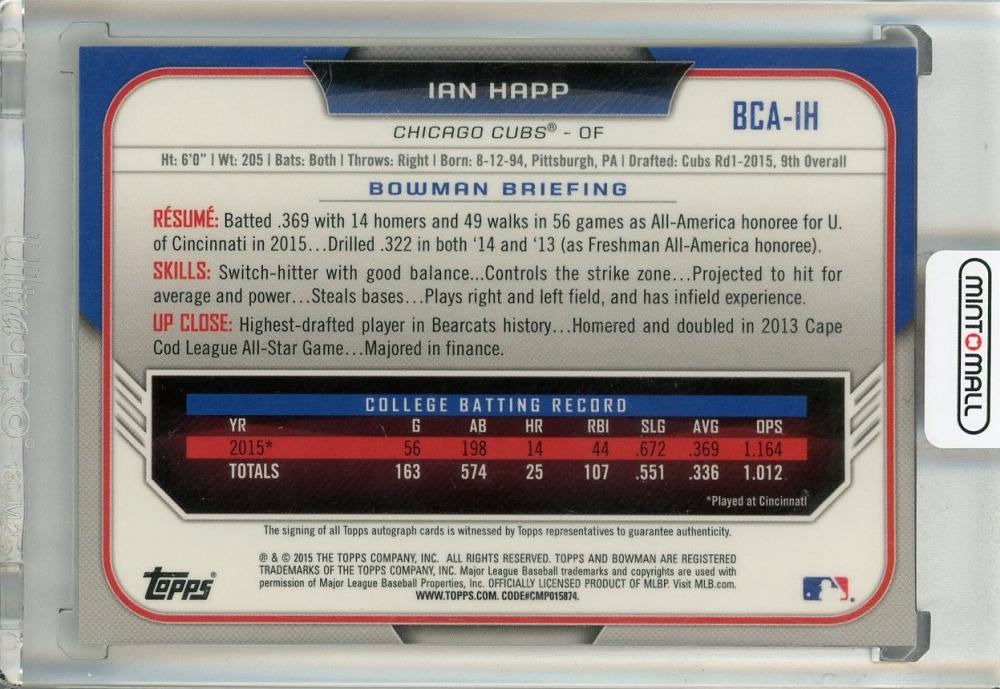 IAN HAPP
BCA-IH
CHICAGO CUBS® - OF
Ht: 6'0" | Wt: 205 | Bats: Both | Throws: Right | Born: 8-12-94, Pittsburgh, PA | Drafted: Cubs Rd1-2015, 9th Overall
BOWMAN BRIEFING
RÉSUMÉ: Batted .369 with 14 homers and 49 walks in 56 games as All-America honoree for U.
of Cincinnati in 2015...Drilled .322 in both '14 and '13 (as Freshman All-America honoree).
SKILLS: Switch-hitter with good balance...Controls the strike zone...Projected to hit for
average and power...Steals bases...Plays right and left field, and has infield experience.
UP CLOSE: Highest-drafted player in Bearcats history...Homered and doubled in 2013 Cape
Cod League All-Star Game...Majored in finance.
COLLEGE BATTING RECORD
YR G AB HR RBI SLG AVG OPS
2015* 56 198 14 44 .672 .369 1.164
TOTALS 163 574 25 107 .551 .336 1.012
*Played at Cincinnati
The signing of all Topps autograph cards is witnessed by Topps representatives to guarantee authenticity.
® & © 2015 THE TOPPS COMPANY, INC. ALL RIGHTS RESERVED. TOPPS AND BOWMAN ARE REGISTERED
TRADEMARKS OF THE TOPPS COMPANY, INC. Major League Baseball trademarks and copyrights are used with
permission of Major League Baseball Properties, Inc. OFFICIALLY LICENSED PRODUCT OF MLBP. Visit MLB.com.
WWW.TOPPS.COM. CODE#CMP015874.
topps®
MINTOMALL
UltraPRO®